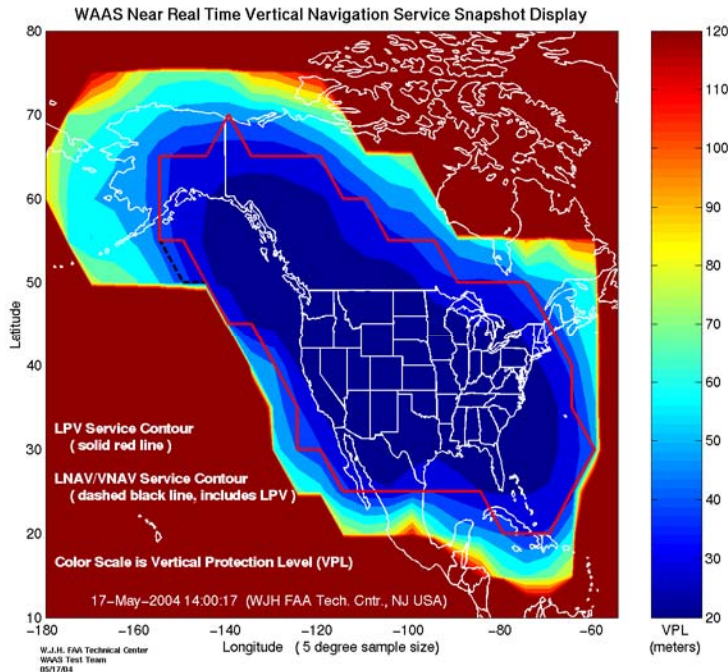 WAAS Near Real Time Vertical Navigation Service Snapshot Display
80
70
60
50
40
30
20
10
Latitude
LPV Service Contour
( solid red line )
LNAV/VNAV Service Contour
( dashed black line, includes LPV )
Color Scale is Vertical Protection Level (VPL)
17-May-2004 14:00:17 (WJH FAA Tech. Cntr., NJ USA)
-180 -160 -140 -120 -100 -80 -60
Longitude ( 5 degree sample size)
W.J.H. FAA Technical Center
WAAS Test Team
05/17/04
120
110
100
90
80
70
60
50
40
30
20
VPL
(meters)